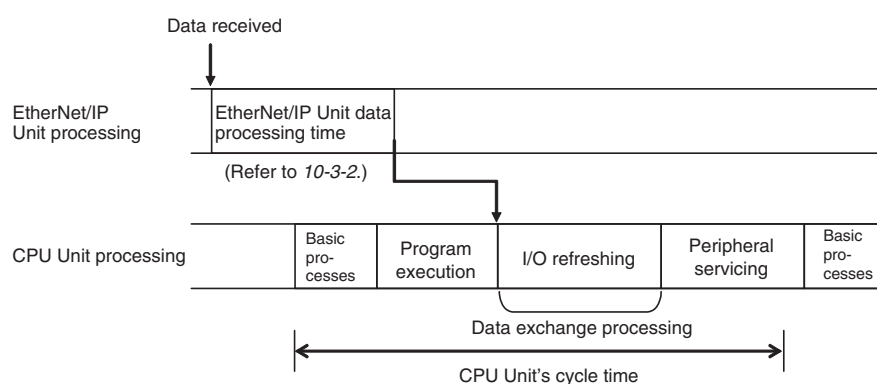 Data received
EtherNet/IP
Unit processing
EtherNet/IP Unit data
processing time
(Refer to 10-3-2.)
CPU Unit processing
Basic
pro-
cesses
Program
execution
I/O refreshing
Peripheral
servicing
Basic
pro-
cesses
Data exchange processing
CPU Unit's cycle time